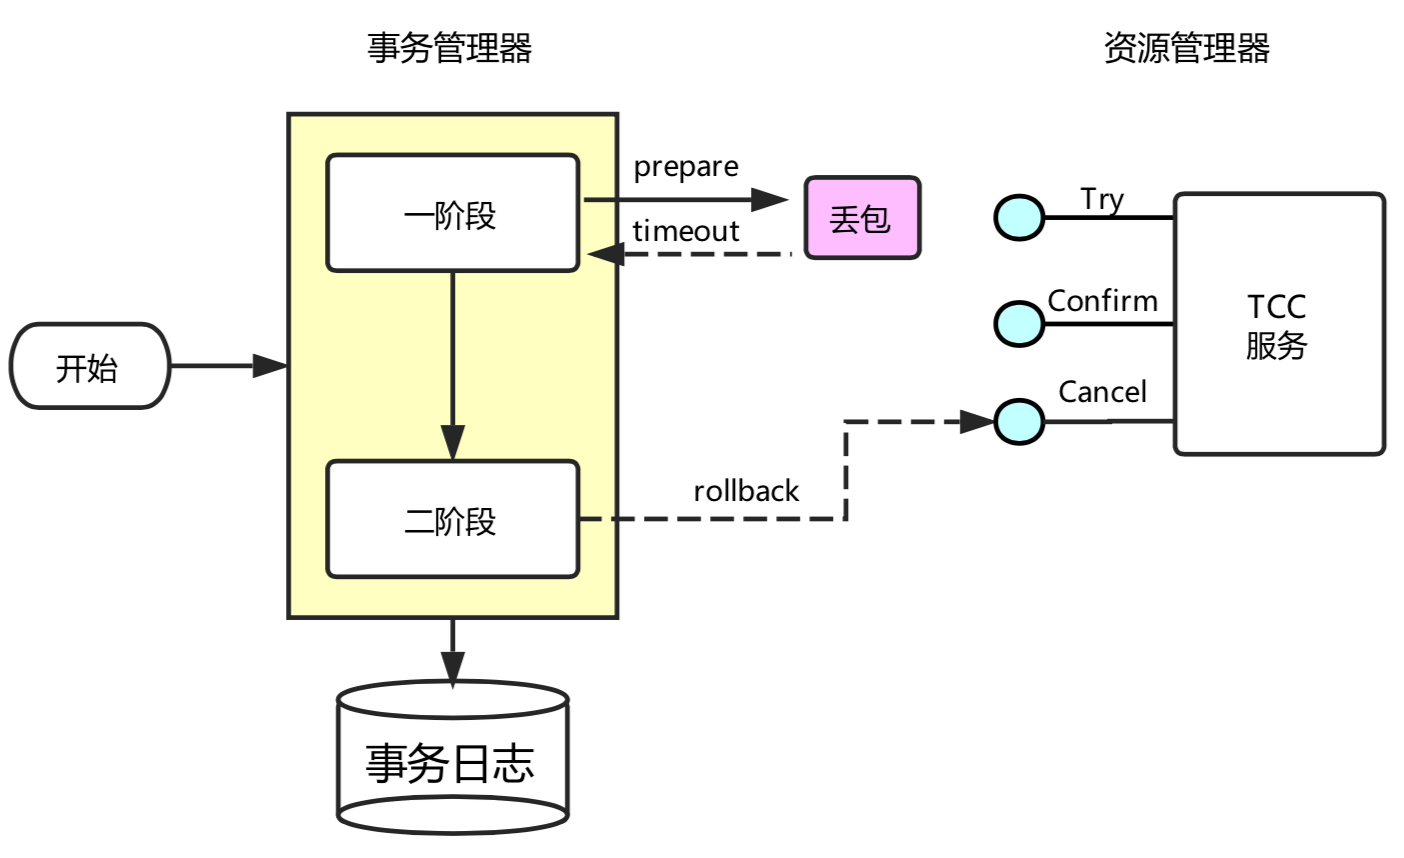 事务管理器
资源管理器
prepare
一阶段
timeout
丢包
Try
Confirm
TCC
服务
开始
Cancel
rollback
二阶段
事务日志